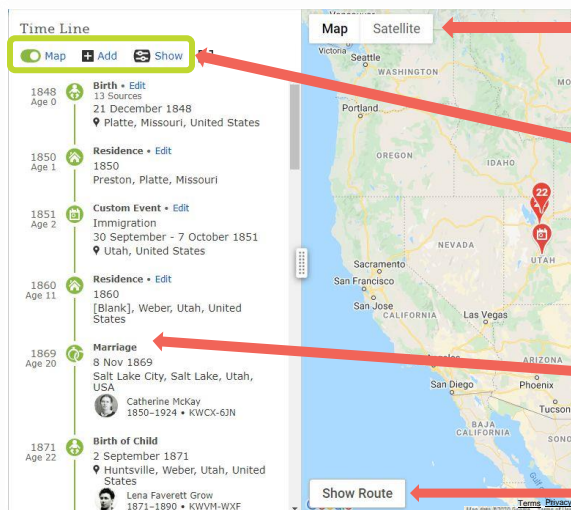 Time Line
Map Add Show
1848
Age 0
Birth • Edit
13 Sources
21 December 1848
Platte, Missouri, United States
1850
Age 1
Residence • Edit
1850
Preston, Platte, Missouri
1851
Age 2
Custom Event • Edit
Immigration
30 September - 7 October 1851
Utah, United States
1860
Age 11
Residence • Edit
1860
[Blank], Weber, Utah, United
States
1869
Age 20
Marriage
8 Nov 1869
Salt Lake City, Salt Lake, Utah,
USA
Catherine McKay
1850–1924 • KWCX-6JN
1871
Age 22
Birth of Child
2 September 1871
Huntsville, Weber, Utah, United
States
Lena Faverett Grow
1871–1890 • KWVM-WXF
Map Satellite
Victoria
Seattle
WASHINGTON
Portland
OREGON
IDAHO
22
NEVADA
UTAH
Sacramento
San Francisco
San Jose
CALIFORNIA
Las Vegas
ARIZONA
San Diego
Phoenix
Tucson
BAJA
CALIFORNIA
Show Route
Terms Privacy